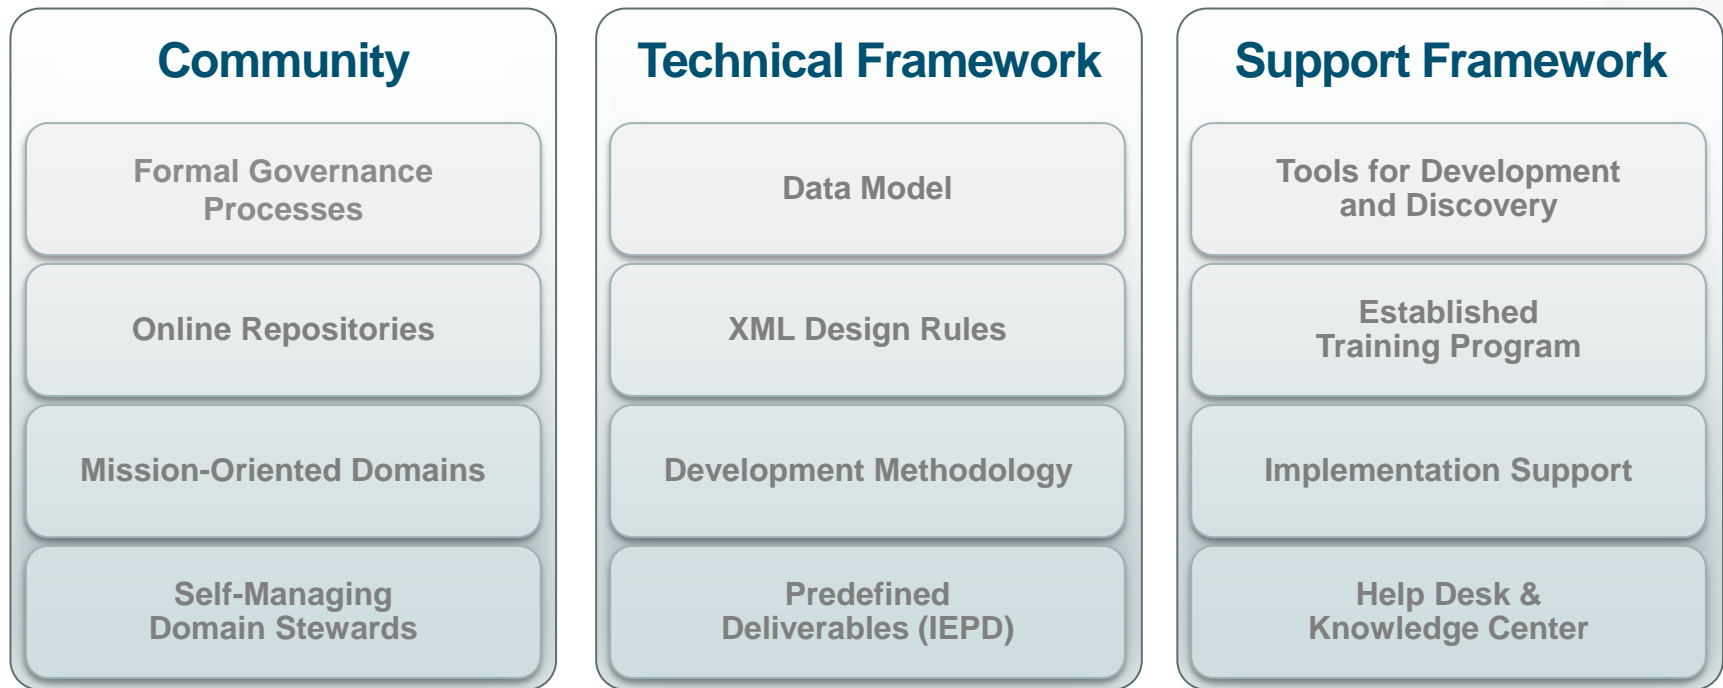 Community
Formal Governance
Processes
Online Repositories
Mission-Oriented Domains
Self-Managing
Domain Stewards
Technical Framework
Data Model
XML Design Rules
Development Methodology
Predefined
Deliverables (IEPD)
Support Framework
Tools for Development
and Discovery
Established
Training Program
Implementation Support
Help Desk &
Knowledge Center